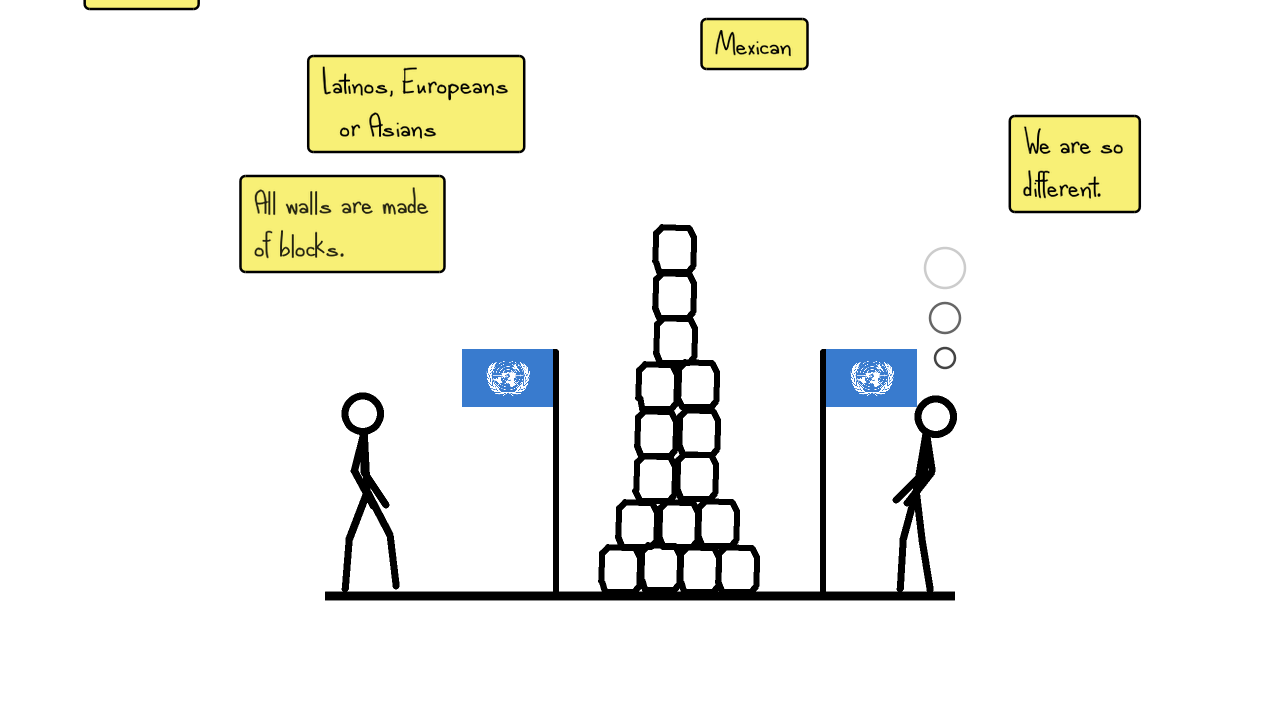 Mexican
Latinos, Europeans
or Asians
We are so
different.
All walls are made
of blocks.